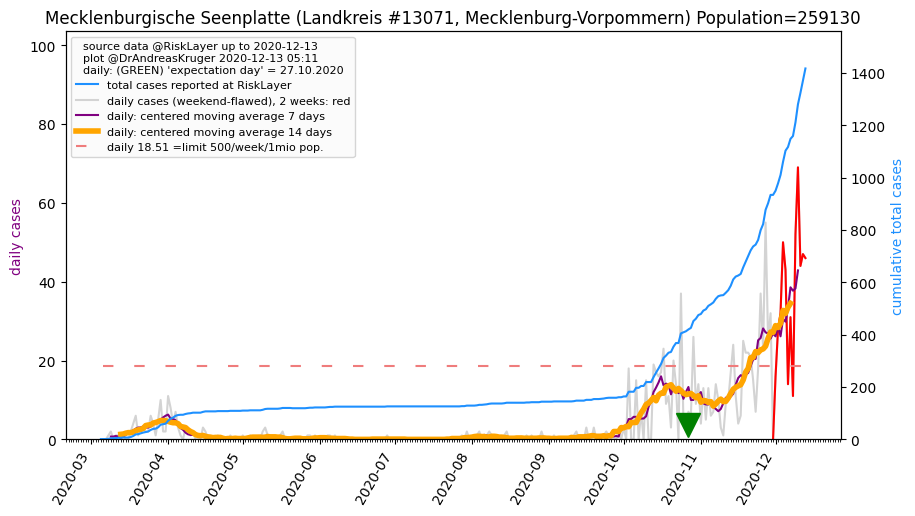 Mecklenburgische Seenplatte (Landkreis #13071, Mecklenburg-Vorpommern) Population=259130
source data @RiskLayer up to 2020-12-13
plot @DrAndreasKruger 2020-12-13 05:11
daily: (GREEN) 'expectation day' = 27.10.2020
total cases reported at RiskLayer
daily cases (weekend-flawed), 2 weeks: red
daily: centered moving average 7 days
daily: centered moving average 14 days
daily 18.51 =limit 500/week/1mio pop.
daily cases
100
80
60
40
20
0
cumulative total cases
1400
1200
1000
800
600
400
200
0
2020-03
2020-04
2020-05
2020-06
2020-07
2020-08
2020-09
2020-10
2020-11
2020-12